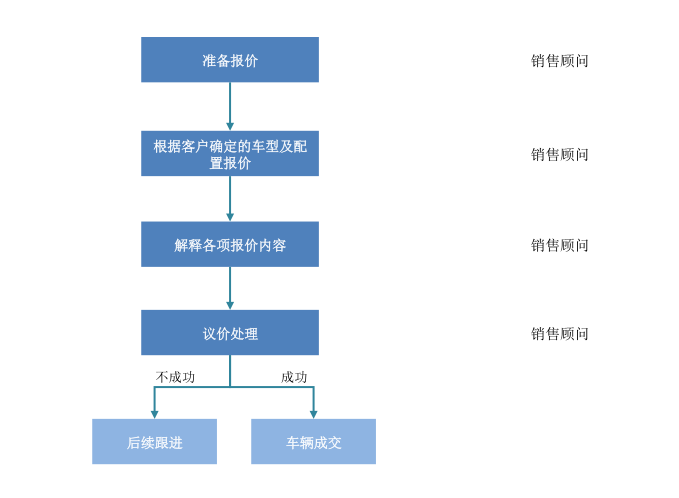 准备报价
销售顾问
根据客户确定的车型及配
置报价
销售顾问
解释各项报价内容
销售顾问
议价处理
销售顾问
不成功
成功
后续跟进
车辆成交